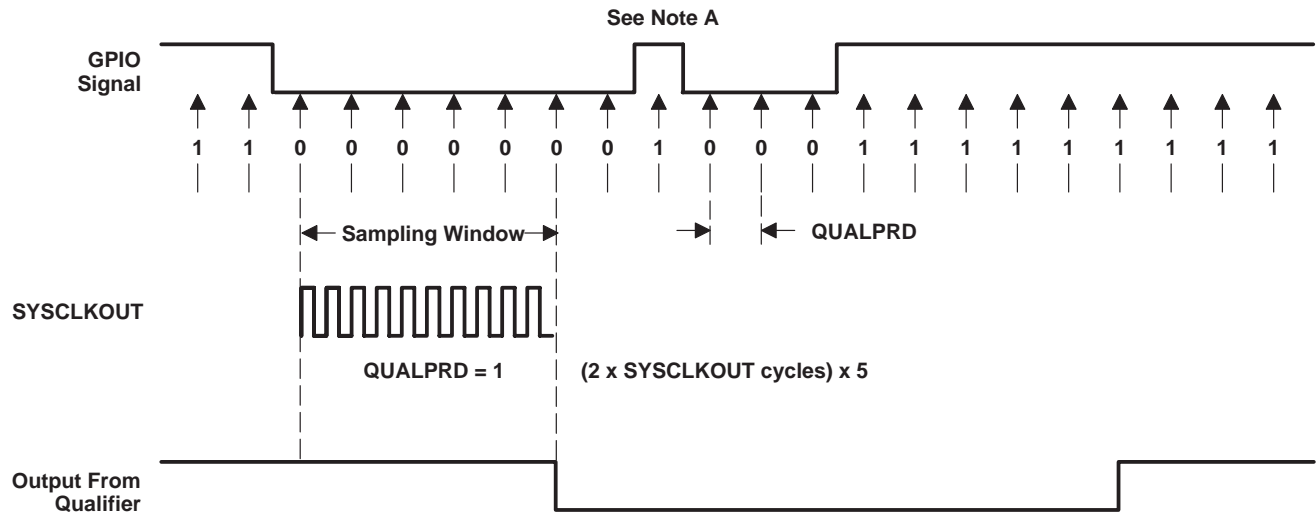 See Note A
GPIO
Signal
1 1 0 0 0 0 0 0 0 1 0 0 0 1 1 1 1 1 1 1 1 1
Sampling Window
QUALPRD
SYSCLKOUT
QUALPRD = 1
(2 x SYSCLKOUT cycles) x 5
Output From
Qualifier